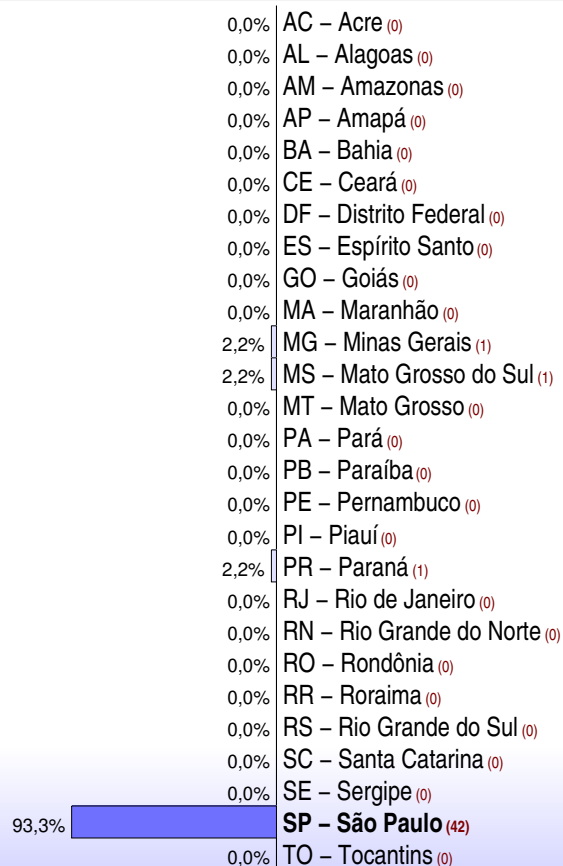 0,0% AC – Acre (0)
0,0% AL – Alagoas (0)
0,0% AM – Amazonas (0)
0,0% AP – Amapá (0)
0,0% BA – Bahia (0)
0,0% CE – Ceará (0)
0,0% DF – Distrito Federal (0)
0,0% ES – Espírito Santo (0)
0,0% GO – Goiás (0)
0,0% MA – Maranhão (0)
2,2% MG – Minas Gerais (1)
2,2% MS – Mato Grosso do Sul (1)
0,0% MT – Mato Grosso (0)
0,0% PA – Pará (0)
0,0% PB – Paraíba (0)
0,0% PE – Pernambuco (0)
0,0% PI – Piauí (0)
2,2% PR – Paraná (1)
0,0% RJ – Rio de Janeiro (0)
0,0% RN – Rio Grande do Norte (0)
0,0% RO – Rondônia (0)
0,0% RR – Roraima (0)
0,0% RS – Rio Grande do Sul (0)
0,0% SC – Santa Catarina (0)
0,0% SE – Sergipe (0)
93,3% SP – São Paulo (42)
0,0% TO – Tocantins (0)